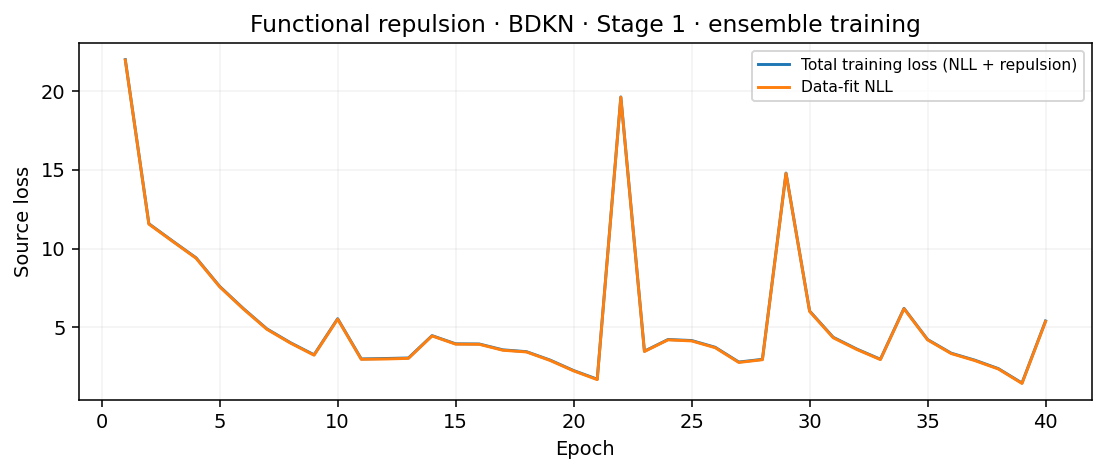 Functional repulsion · BDKN · Stage 1 · ensemble training
Total training loss (NLL + repulsion)
Data-fit NLL
Source loss
20
15
10
5
0 5 10 15 20 25 30 35 40
Epoch